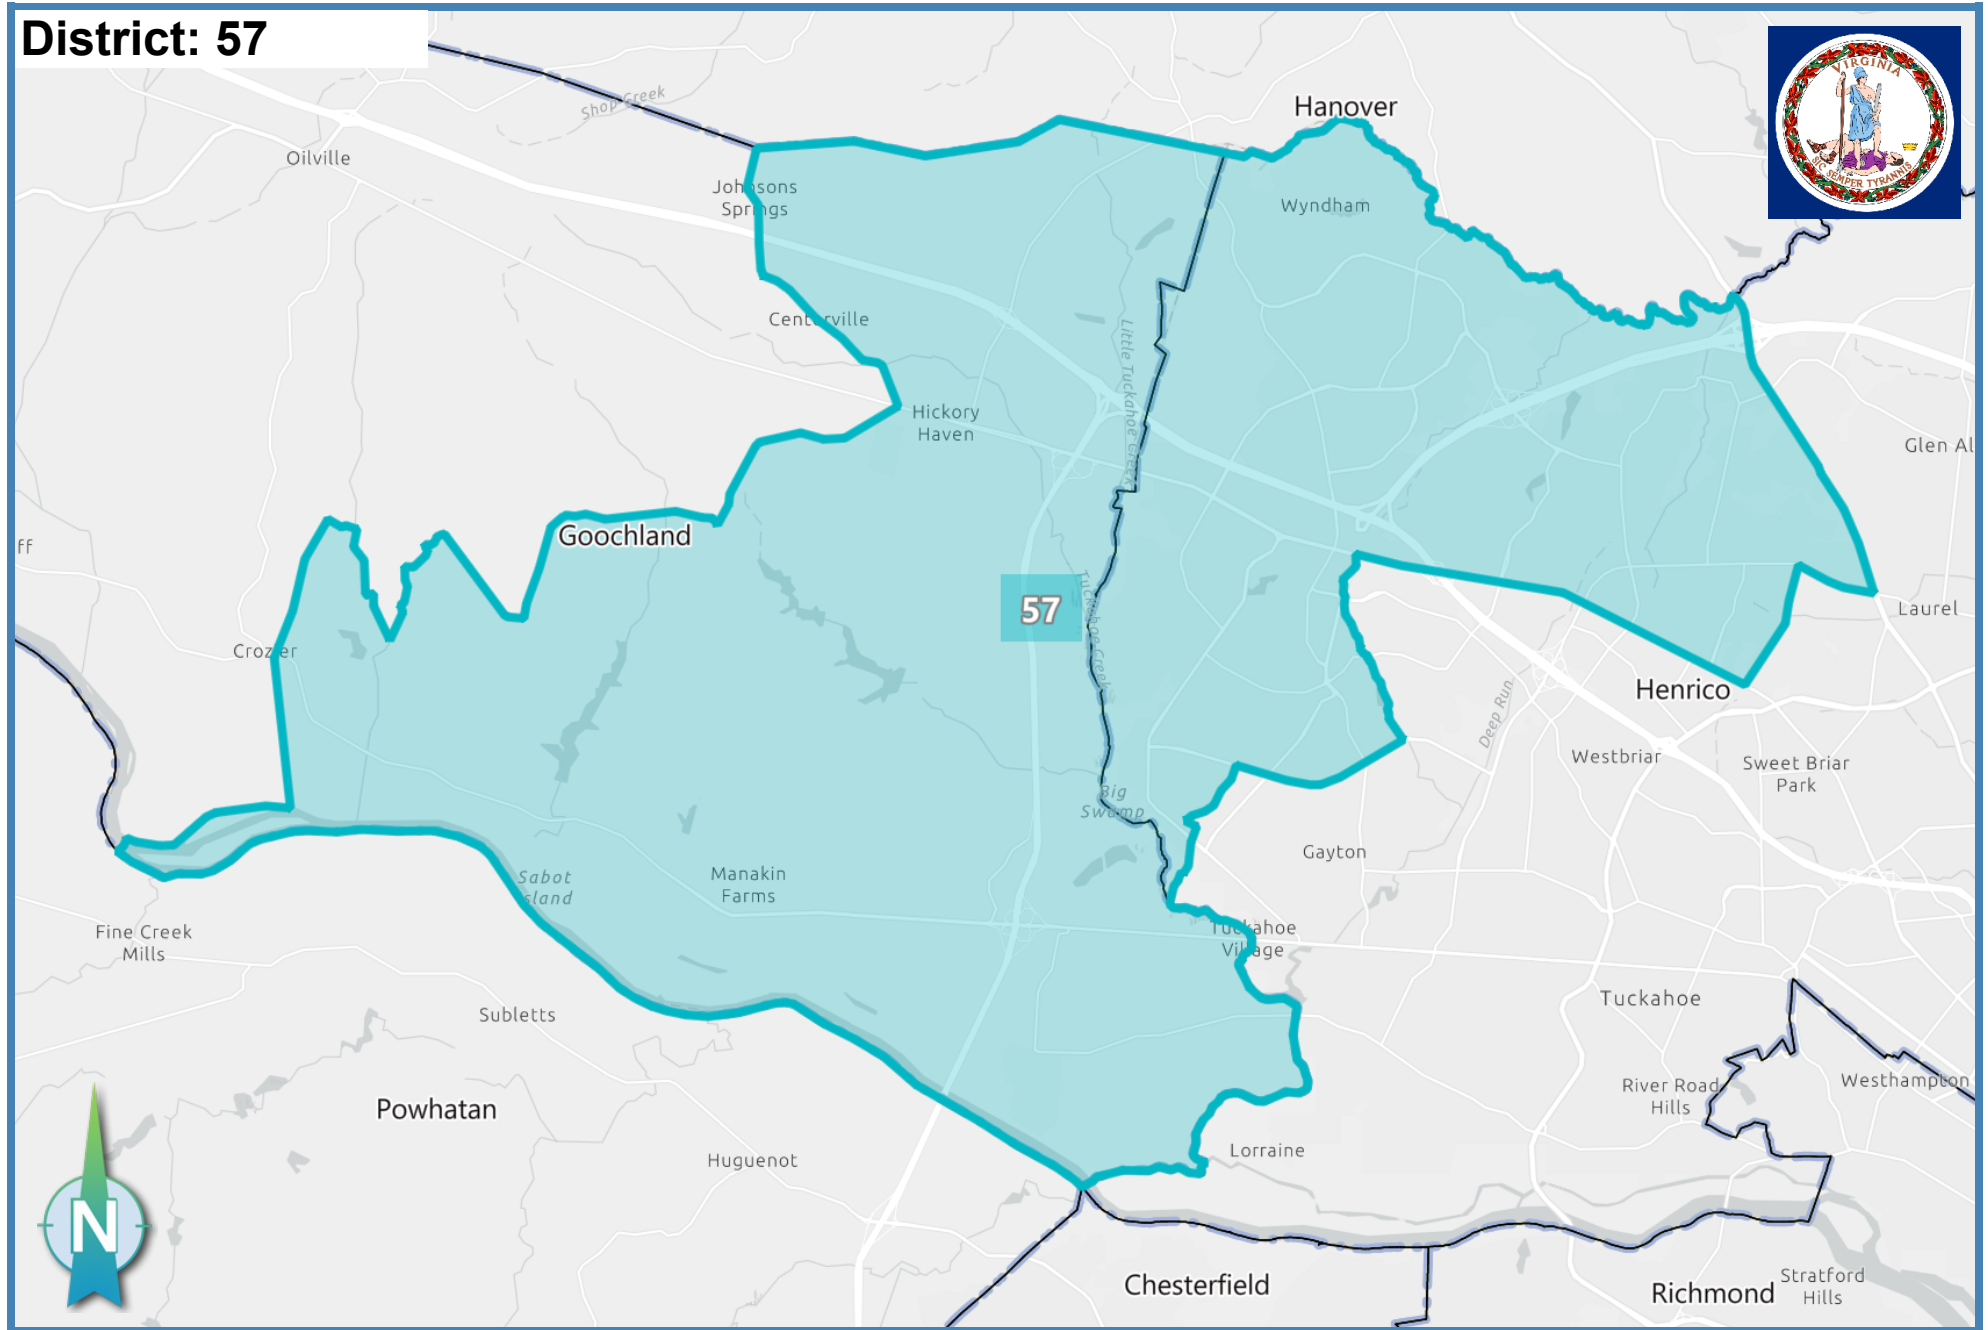 District: 57
VIRGINIA
SIC SEMPER TYRANNIS
Shop Creek
Hanover
Oilville
Johnsons
Springs
Wyndham
Centerville
Little Tuckahoe Creek
Hickory
Haven
Glen Al
Goochland
ff
57
Tuckahoe Creek
Laurel
Crozier
Henrico
Deep Run
Westbriar
Sweet Briar
Park
Big
Swamp
Gayton
Manakin
Farms
Sabot
Island
Tuckahoe
Village
Fine Creek
Mills
Tuckahoe
Subletts
River Road
Hills
Westhampton
Powhatan
Huguenot
Lorraine
N
Chesterfield
Richmond
Stratford
Hills